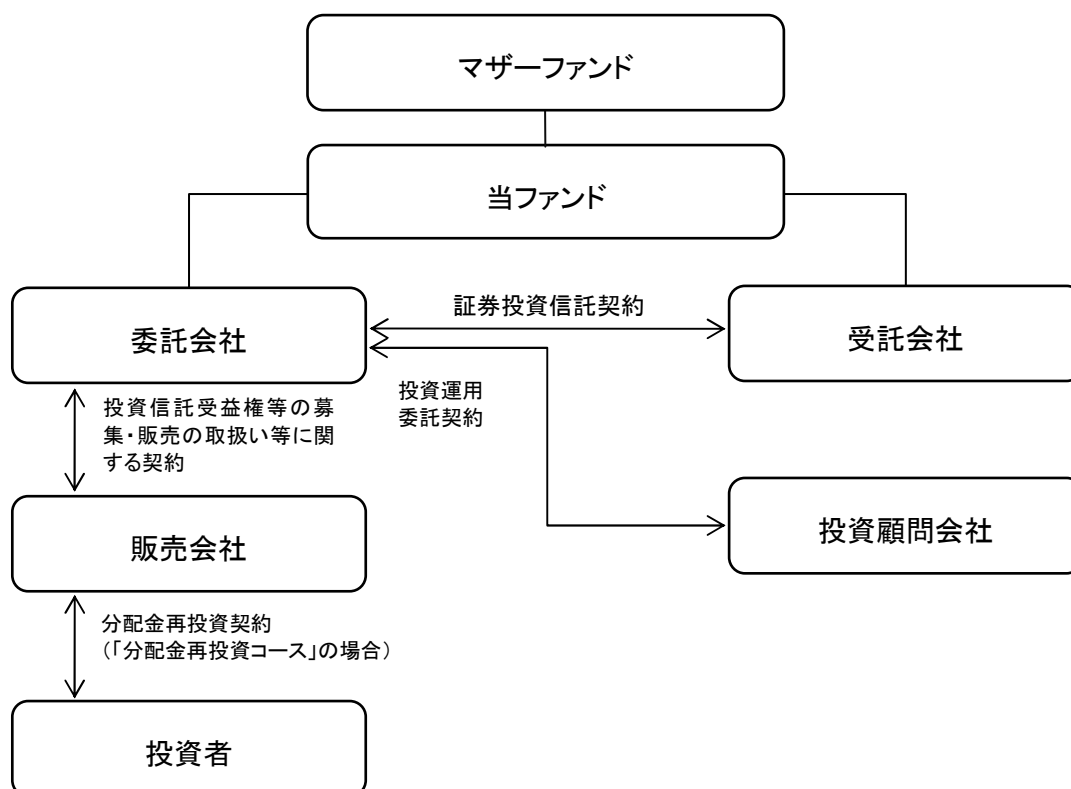 マザーファンド
当ファンド
証券投資信託契約
委託会社
受託会社
投資運用
委託契約
投資信託受益権等の募
集・販売の取扱い等に関
する契約
販売会社
投資顧問会社
分配金再投資契約
(「分配金再投資コース」の場合)
投資者